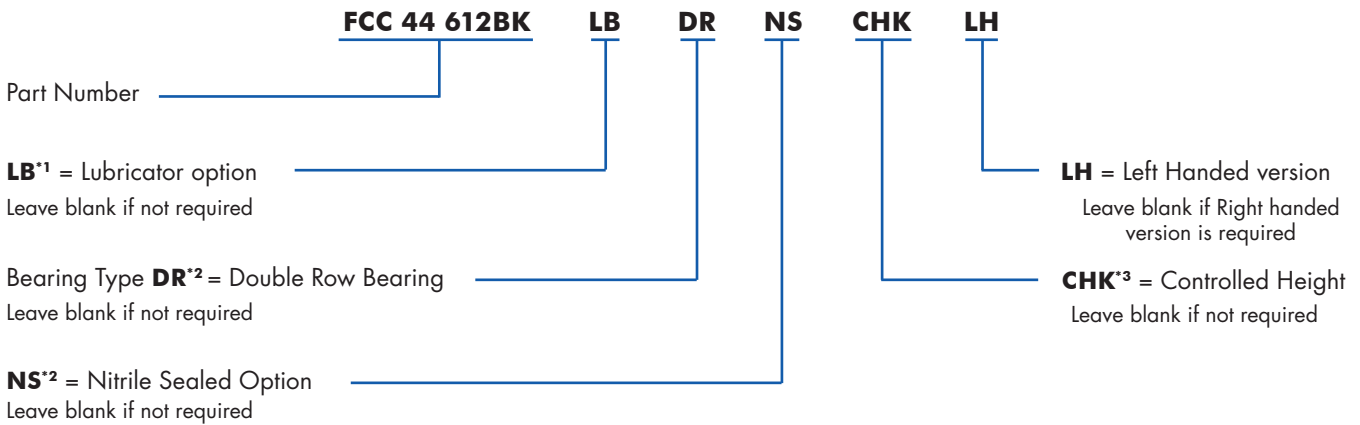 FCC 44 612BK LB DR NS CHK LH
Part Number
LB*1 = Lubricator option
Leave blank if not required
LH = Left Handed version
Leave blank if Right handed
version is required
Bearing Type DR*2 = Double Row Bearing
Leave blank if not required
CHK*3 = Controlled Height
Leave blank if not required
NS*2 = Nitrile Sealed Option
Leave blank if not required